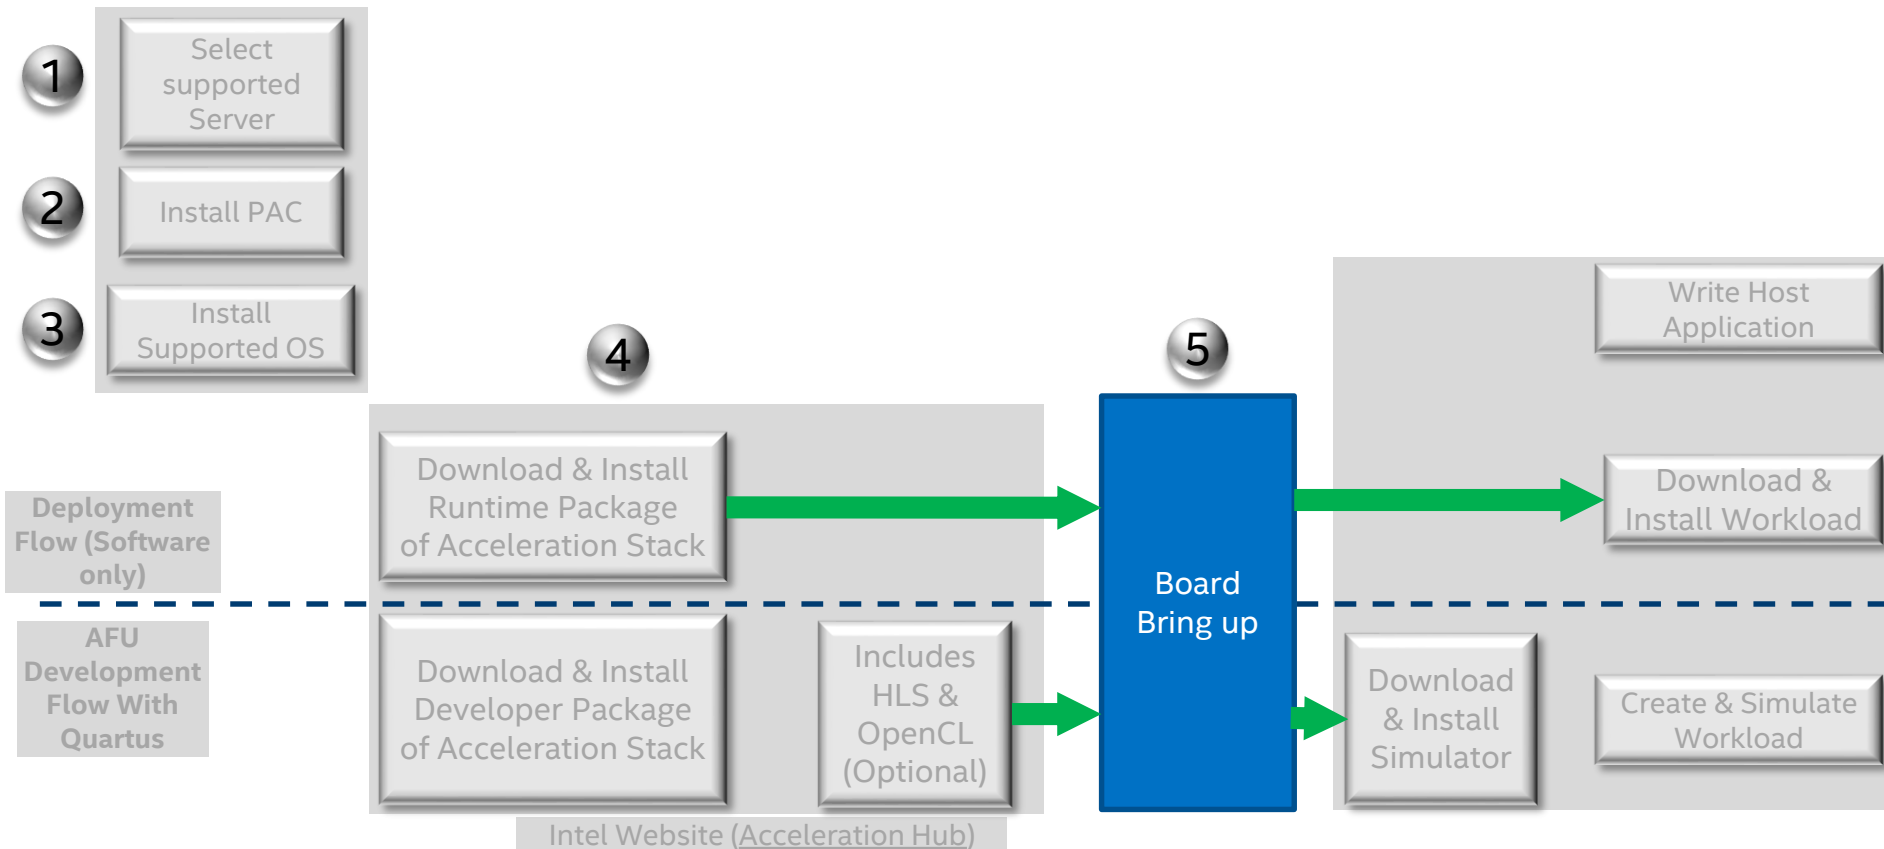 1
Select
supported
Server
2
Install PAC
3
Install
Supported OS
4
5
Write Host
Application
Deployment
Flow (Software
only)
Download & Install
Runtime Package
of Acceleration Stack
Board
Bring up
Download &
Install Workload
AFU
Development
Flow With
Quartus
Download & Install
Developer Package
of Acceleration Stack
Includes
HLS &
OpenCL
(Optional)
Download
& Install
Simulator
Create & Simulate
Workload
Intel Website (Acceleration Hub)